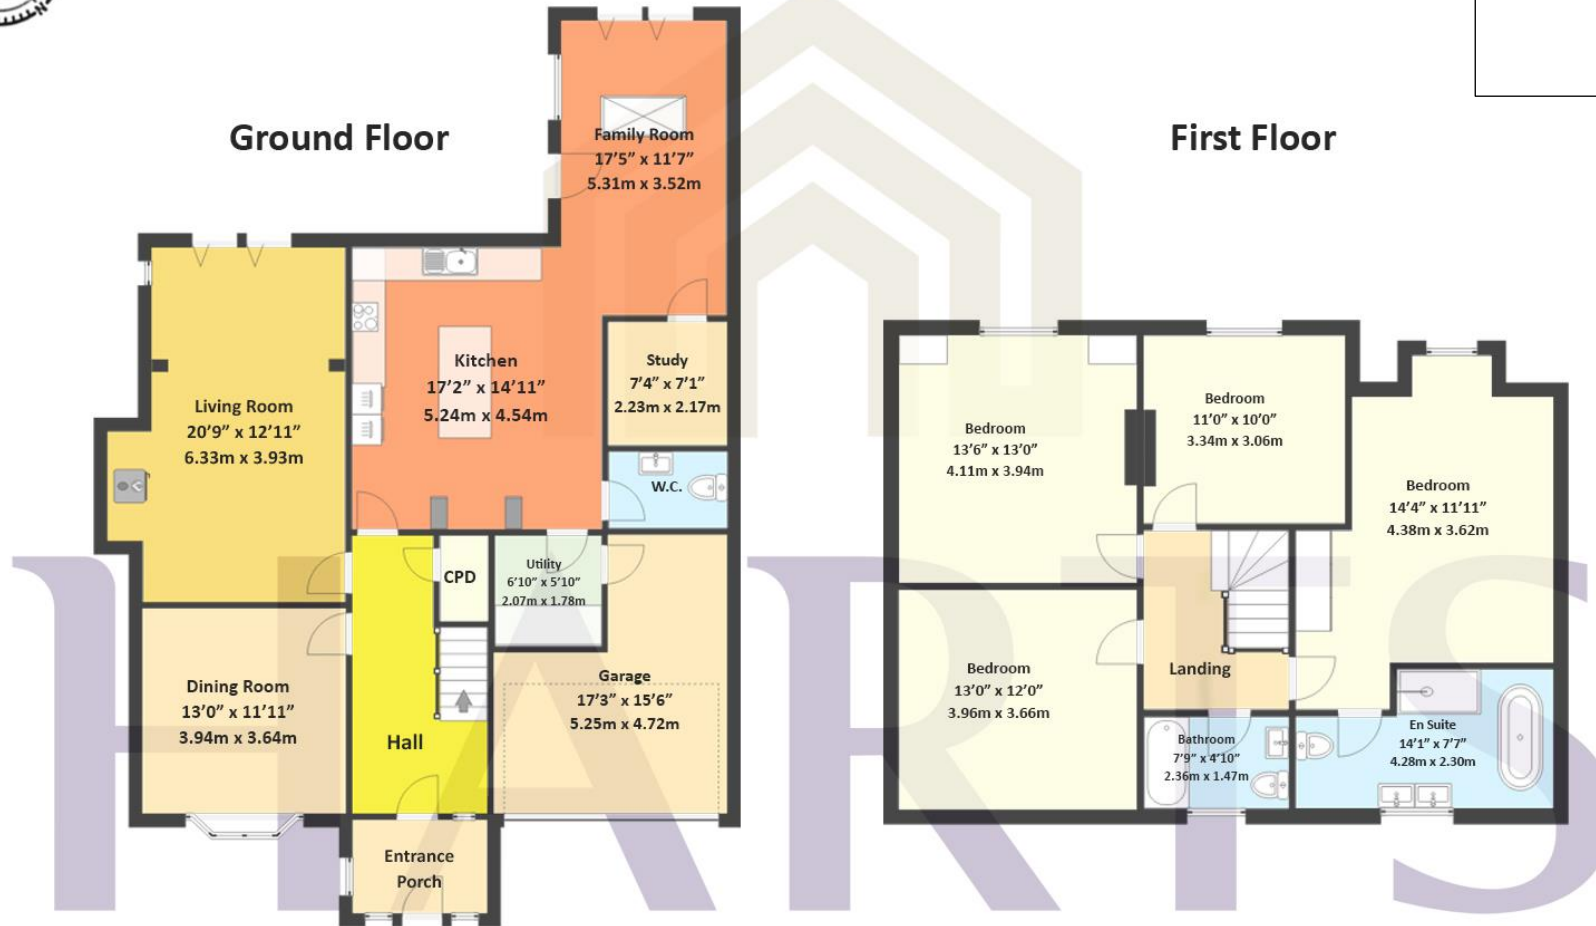 Ground Floor
First Floor
Family Room
17’5” x 11’7”
5.31m x 3.52m
Kitchen
17’2” x 14’11”
5.24m x 4.54m
Study
7’4” x 7’1”
2.23m x 2.17m
Living Room
20’9” x 12’11”
6.33m x 3.93m
W.C.
CPD
Utility
6’10” x 5’10”
2.07m x 1.78m
Dining Room
13’0” x 11’11”
3.94m x 3.64m
Hall
Garage
17’3” x 15’6”
5.25m x 4.72m
Entrance
Porch
Bedroom
13’6” x 13’0”
4.11m x 3.94m
Bedroom
11’0” x 10’0”
3.34m x 3.06m
Bedroom
14’4” x 11’11”
4.38m x 3.62m
Bedroom
13’0” x 12’0”
3.96m x 3.66m
Landing
Bathroom
7’9” x 4’10”
2.36m x 1.47m
En Suite
14’1” x 7’7”
4.28m x 2.30m
HARTS